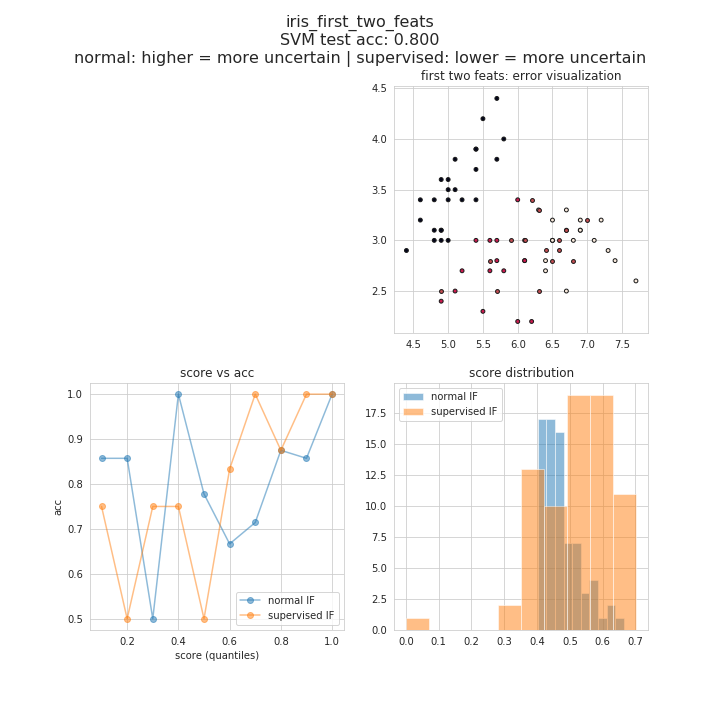 iris_first_two_feats
SVM test acc: 0.800
normal: higher = more uncertain | supervised: lower = more uncertain
first two feats: error visualization
4.5
4.0
3.5
3.0
2.5
4.5 5.0 5.5 6.0 6.5 7.0 7.5
score vs acc
1.0
0.9
0.8
0.7
0.6
0.5
acc
normal IF
supervised IF
0.2 0.4 0.6 0.8 1.0
score (quantiles)
score distribution
normal IF
supervised IF
17.5
15.0
12.5
10.0
7.5
5.0
2.5
0.0
0.0 0.1 0.2 0.3 0.4 0.5 0.6 0.7